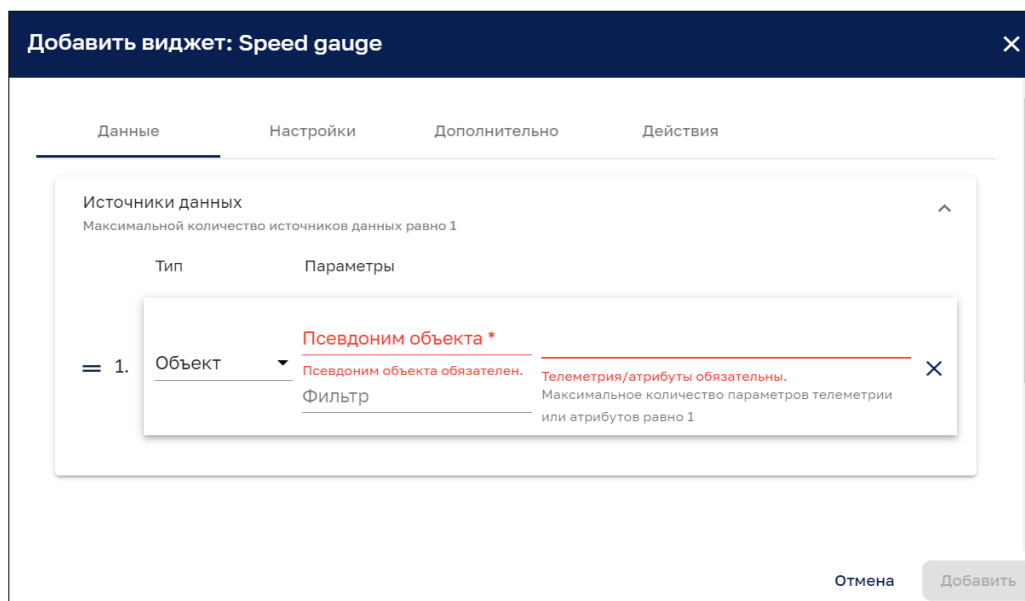 Добавить виджет: Speed gauge
Данные Настройки Дополнительно Действия
Источники данных
Максимальной количество источников данных равно 1
Тип Параметры
1. Объект
Псевдоним объекта *
Псевдоним объекта обязателен.
Фильтр
Телеметрия/атрибуты обязательны.
Максимальное количество параметров телеметрии
или атрибутов равно 1
Отмена Добавить